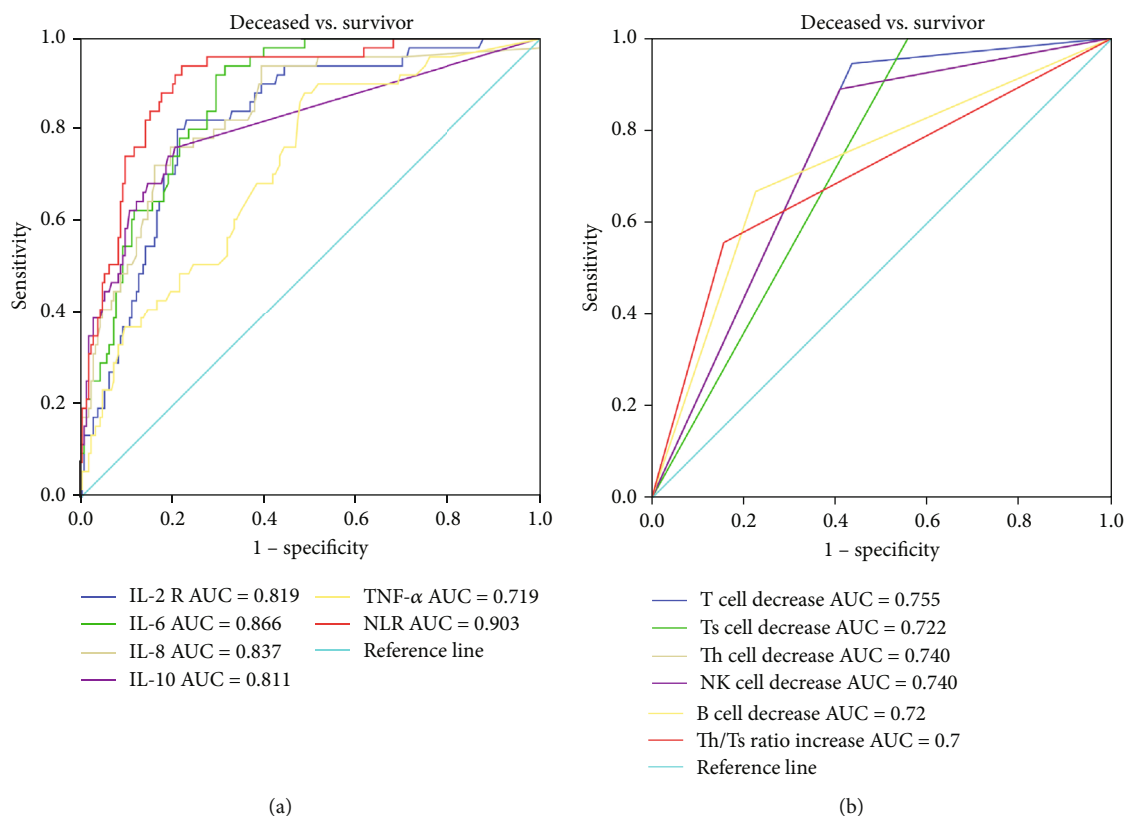 Deceased vs. survivor
1.0
0.8
0.6
0.4
0.2
0.0
Sensitivity
0.0 0.2 0.4 0.6 0.8 1.0
1 – specificity
IL-2 R AUC = 0.819
IL-6 AUC = 0.866
IL-8 AUC = 0.837
IL-10 AUC = 0.811
TNF-α AUC = 0.719
NLR AUC = 0.903
Reference line
(a)
Deceased vs. survivor
1.0
0.8
0.6
0.4
0.2
0.0
Sensitivity
0.0 0.2 0.4 0.6 0.8 1.0
1 – specificity
T cell decrease AUC = 0.755
Ts cell decrease AUC = 0.722
Th cell decrease AUC = 0.740
NK cell decrease AUC = 0.740
B cell decrease AUC = 0.72
Th/Ts ratio increase AUC = 0.7
Reference line
(b)